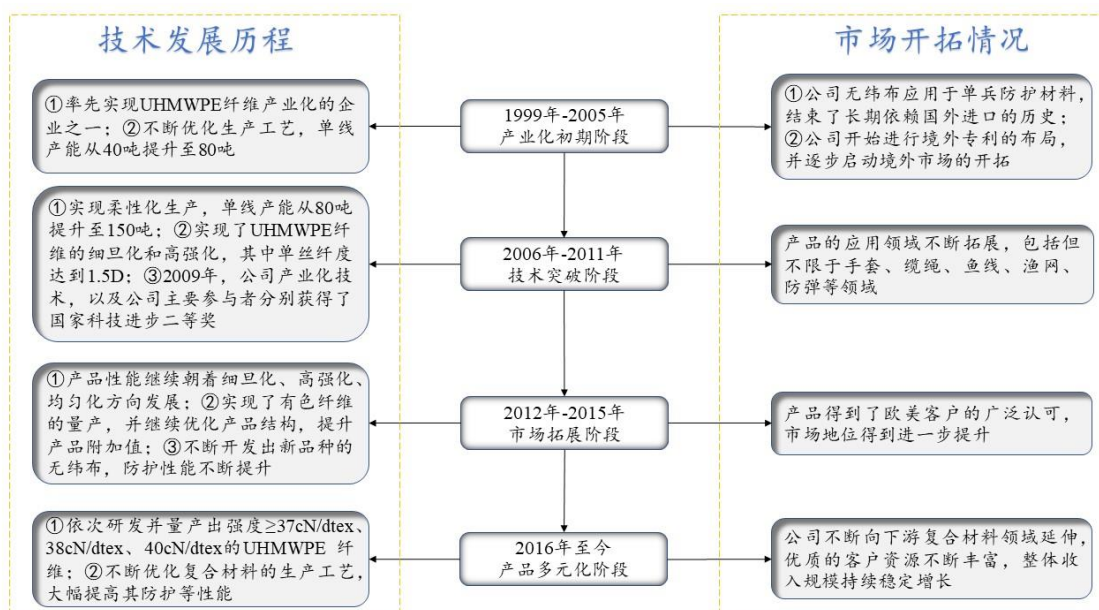 技术发展历程
市场开拓情况
①率先实现UHMWPE纤维产业化的企
业之一；②不断优化生产工艺，单线
产能从40吨提升至80吨
1999年-2005年
产业化初期阶段
①公司无纬布应用于单兵防护材料，
结束了长期依赖国外进口的历史；
②公司开始进行境外专利的布局，
并逐步启动境外市场的开拓
①实现柔性化生产，单线产能从80吨
提升至150吨；②实现了UHMWPE纤
维的细旦化和高强化，其中单丝纤度
达到1.5D；③2009年，公司产业化技
术，以及公司主要参与者分别获得了
国家科技进步二等奖
2006年-2011年
技术突破阶段
产品的应用领域不断拓展，包括但
不限于手套、缆绳、鱼线、渔网、
防弹等领域
①产品性能继续朝着细旦化、高强化、
均匀化方向发展；②实现了有色纤维
的量产，并继续优化产品结构，提升
产品附加值；③不断开发出新品种的
无纬布，防护性能不断提升
2012年-2015年
市场拓展阶段
产品得到了欧美客户的广泛认可，
市场地位得到进一步提升
①依次研发并量产出强度≥37cN/dtex、
38cN/dtex、40cN/dtex的UHMWPE 纤
维；②不断优化复合材料的生产工艺，
大幅提高其防护等性能
2016年至今
产品多元化阶段
公司不断向下游复合材料领域延伸，
优质的客户资源不断丰富，整体收
入规模持续稳定增长